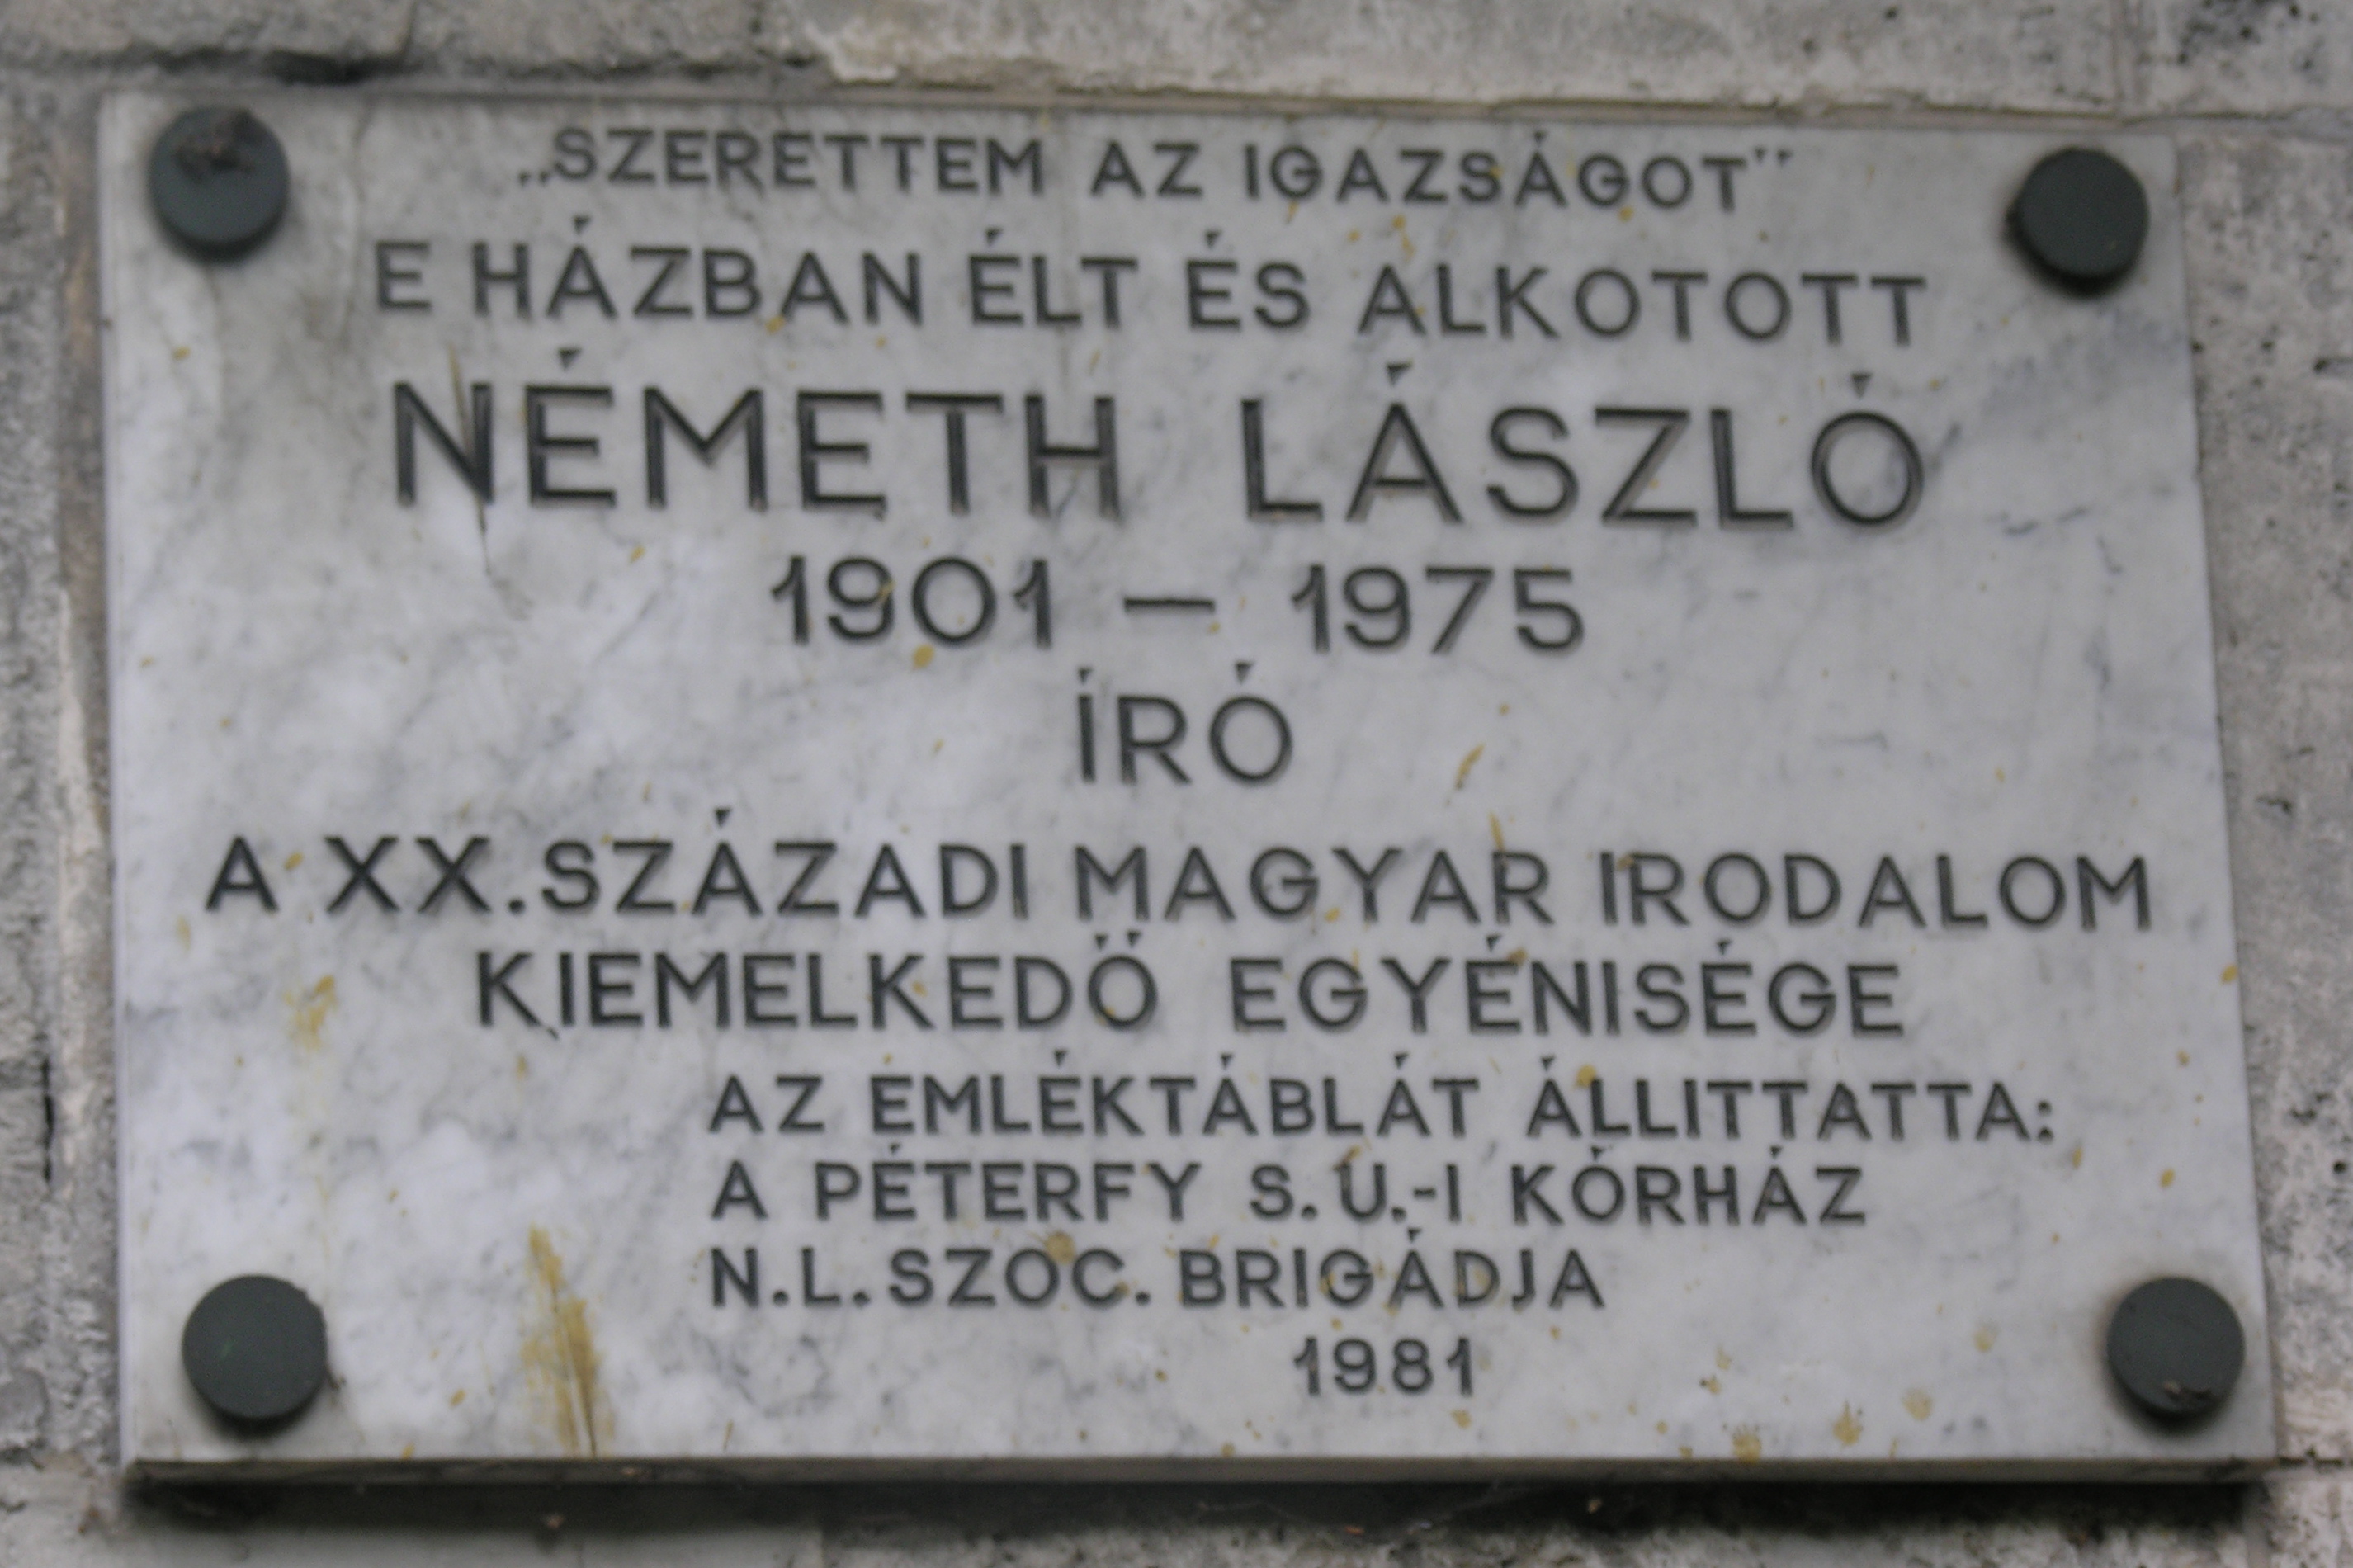 „SZERETTEM AZ IGAZSÁGOT”
E HÁZBAN ÉLT ÉS ALKOTOTT
NÉMETH LÁSZLÓ
1901 – 1975
ÍRÓ
A XX. SZÁZADI MAGYAR IRODALOM
KIEMELKEDŐ EGYÉNISÉGE
AZ EMLÉKTÁBLÁT ÁLLITTATTA:
A PÉTERFY S. U.-I KÓRHÁZ
N.L. SZOC. BRIGÁDJA
1981